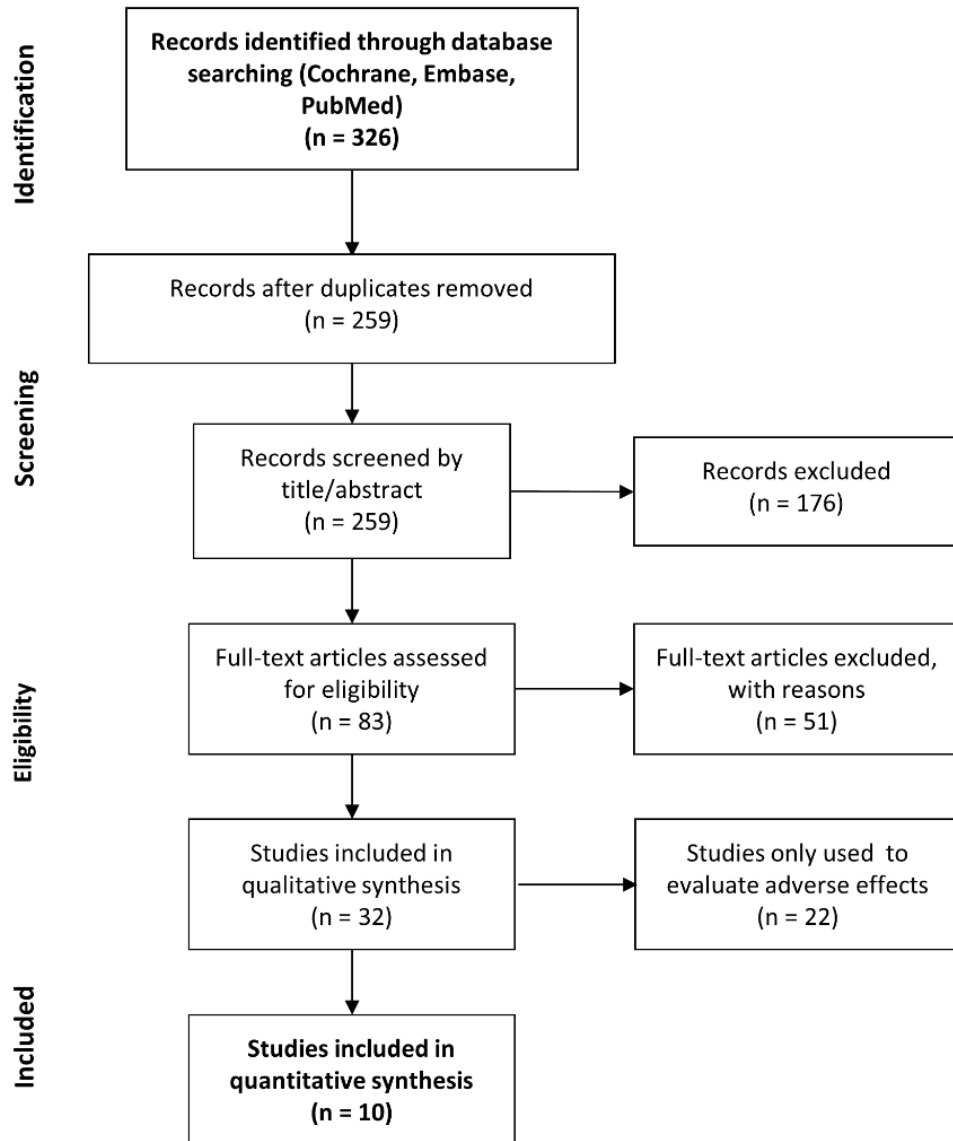 Identification
Records identified through database
searching (Cochrane, Embase,
PubMed)
(n = 326)
Records after duplicates removed
(n = 259)
Screening
Records screened by
title/abstract
(n = 259)
Records excluded
(n = 176)
Eligibility
Full-text articles assessed
for eligibility
(n = 83)
Full-text articles excluded,
with reasons
(n = 51)
Studies included in
qualitative synthesis
(n = 32)
Studies only used to
evaluate adverse effects
(n = 22)
Included
Studies included in
quantitative synthesis
(n = 10)